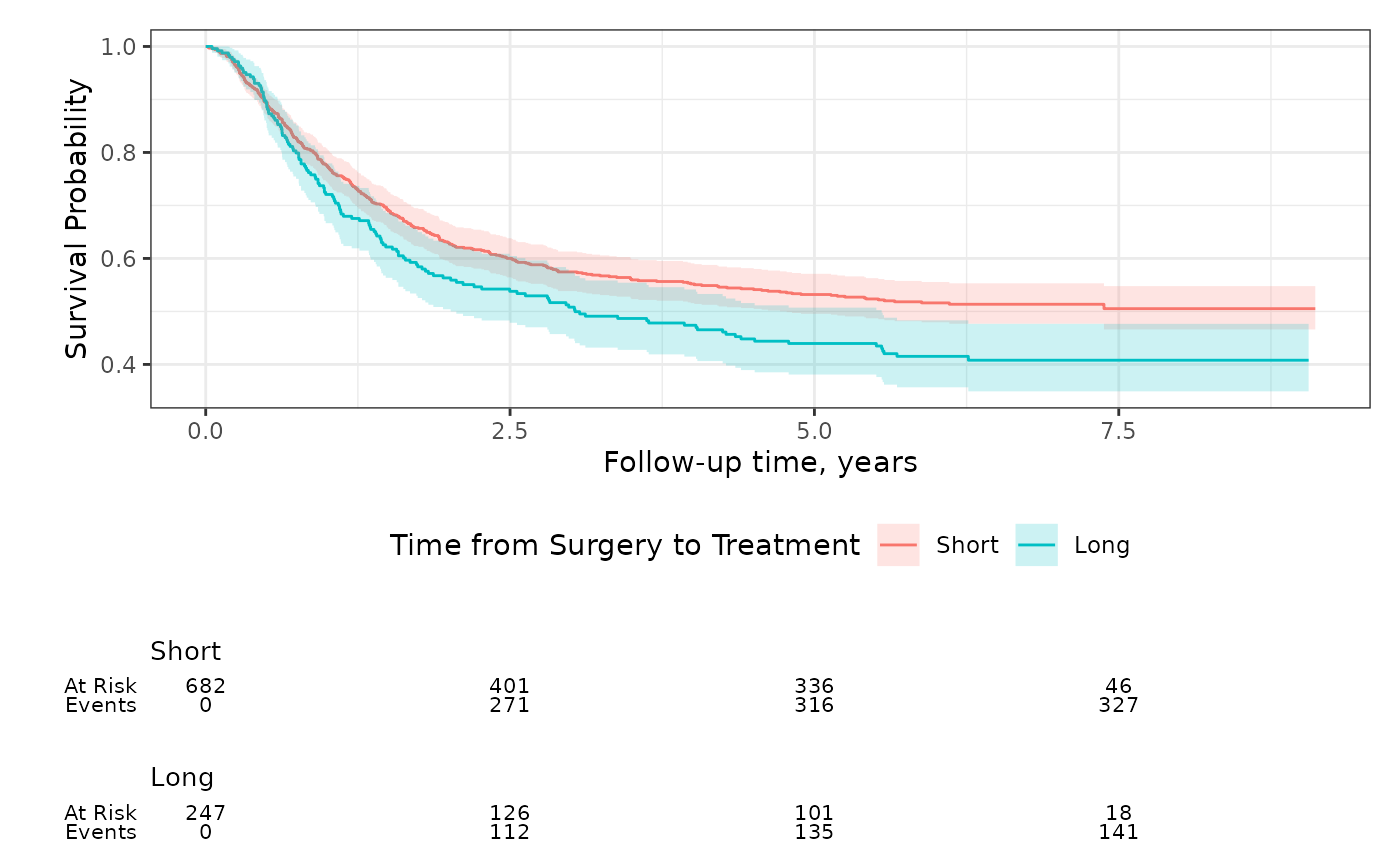 1.0
0.8
0.6
0.4
Survival Probability
0.0 2.5 5.0 7.5
Follow-up time, years
Time from Surgery to Treatment Short Long
Short
At Risk 682 401 336 46
Events 0 271 316 327
Long
At Risk 247 126 101 18
Events 0 112 135 141